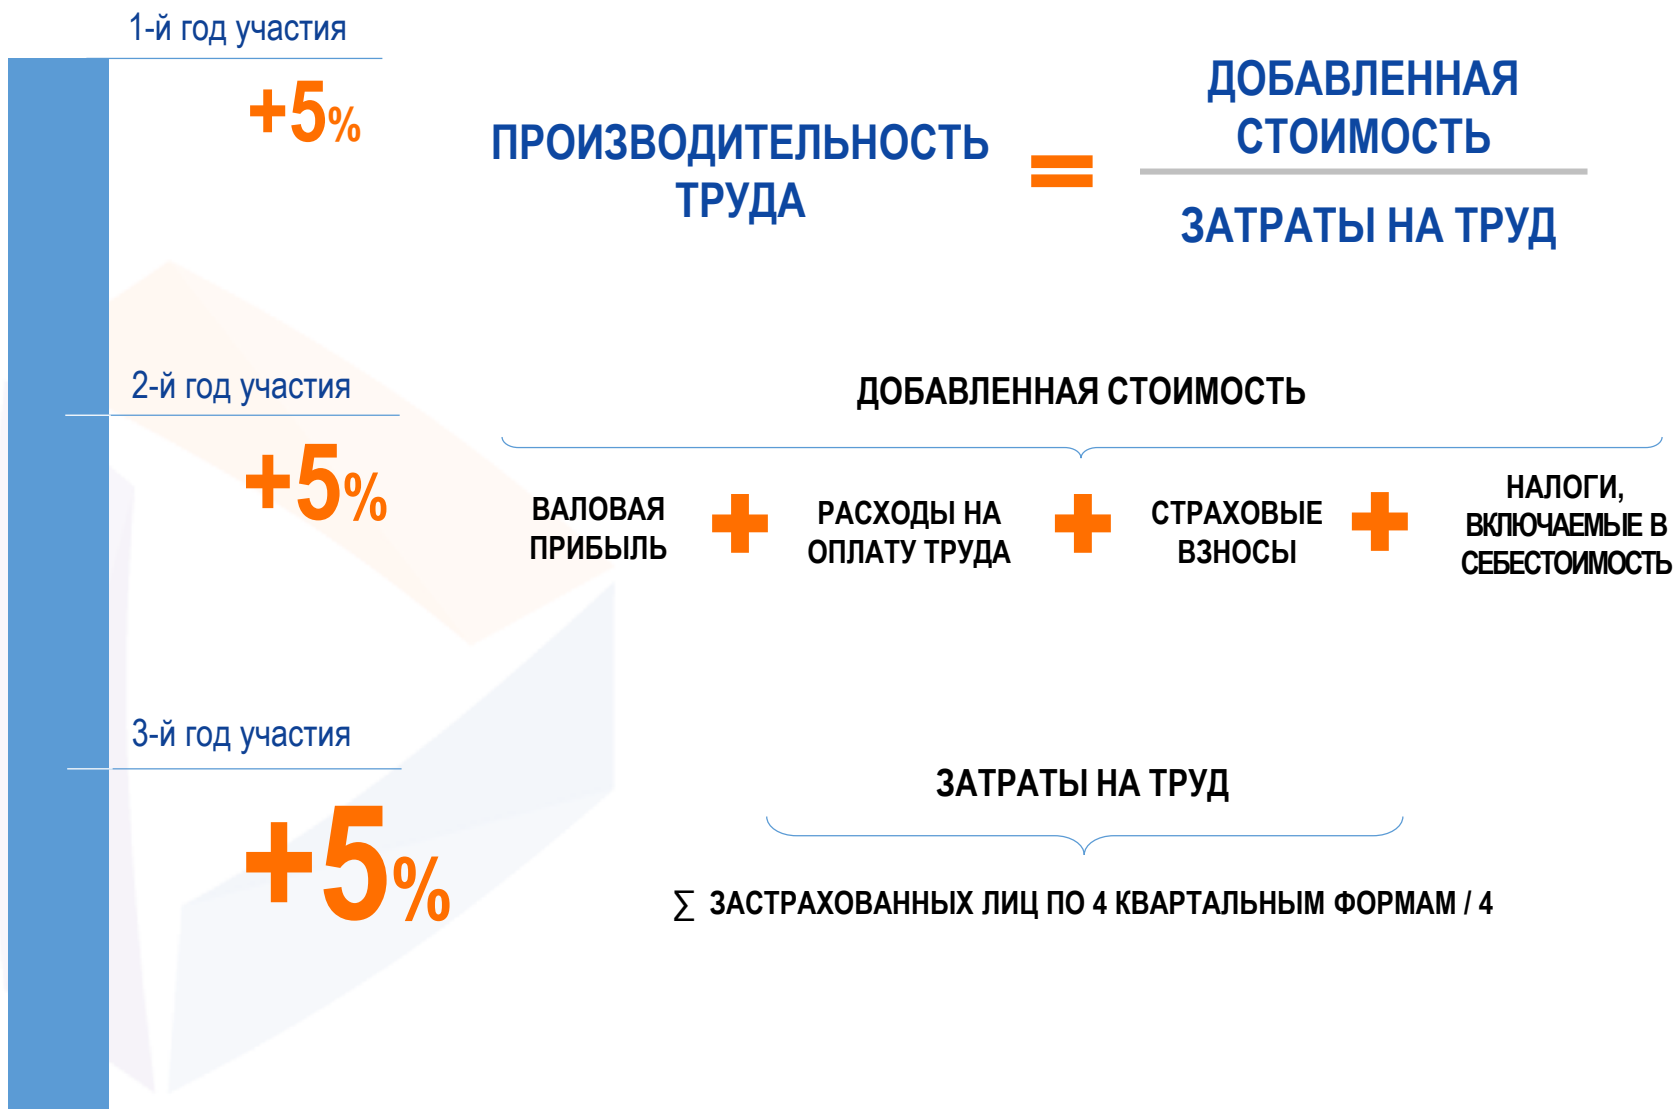 1-й год участия
+5%
ПРОИЗВОДИТЕЛЬНОСТЬ
ТРУДА
=
ДОБАВЛЕННАЯ
СТОИМОСТЬ
ЗАТРАТЫ НА ТРУД
2-й год участия
+5%
ДОБАВЛЕННАЯ СТОИМОСТЬ
ВАЛОВАЯ
ПРИБЫЛЬ
+
РАСХОДЫ НА
ОПЛАТУ ТРУДА
+
СТРАХОВЫЕ
ВЗНОСЫ
+
НАЛОГИ,
ВКЛЮЧАЕМЫЕ В
СЕБЕСТОИМОСТЬ
3-й год участия
+5%
ЗАТРАТЫ НА ТРУД
∑ ЗАСТРАХОВАННЫХ ЛИЦ ПО 4 КВАРТАЛЬНЫМ ФОРМАМ / 4